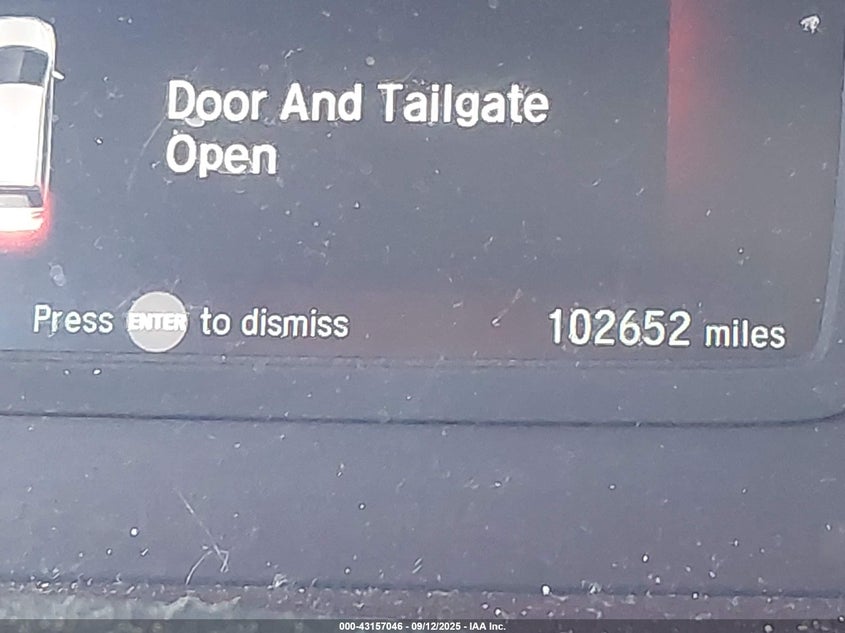 Door And Tailgate
Open
Press ENTER to dismiss
102652 miles
000-43157046 - 09/12/2025 - IAA Inc.